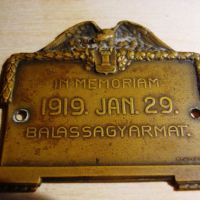 IN MEMORIAM
1919. JAN. 29.
BALASSAGYARMAT.